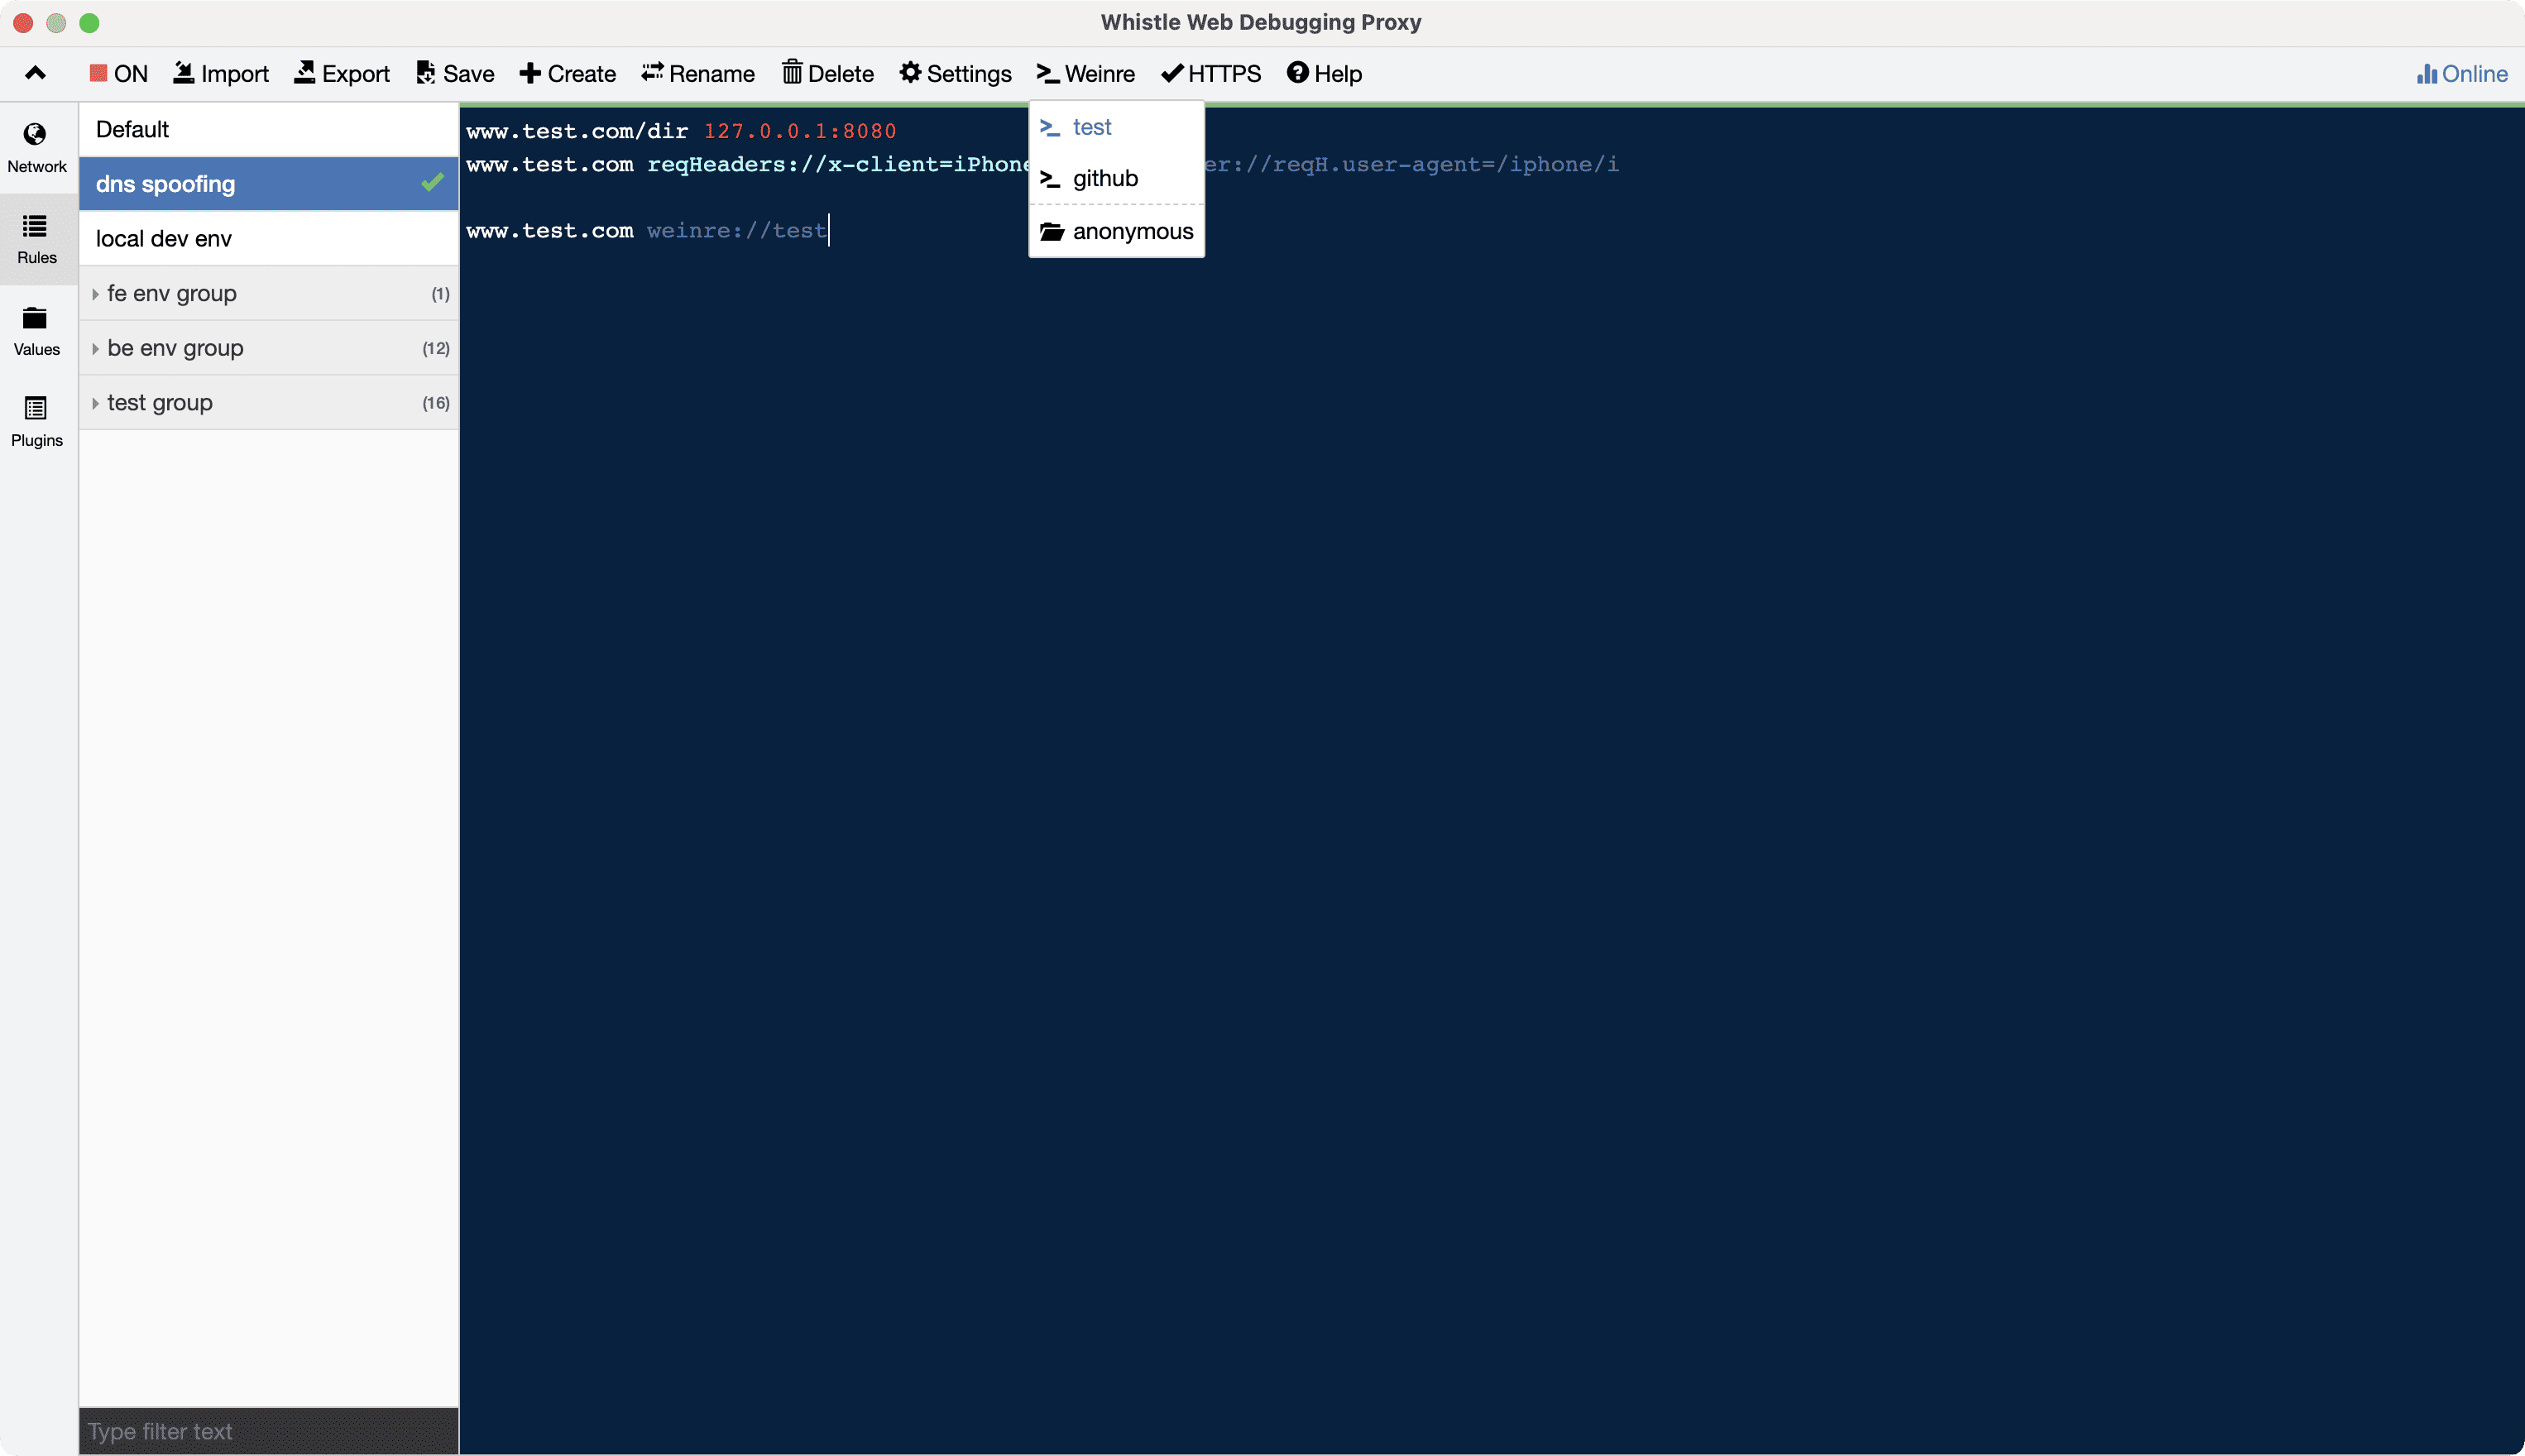 Whistle Web Debugging Proxy
ON Import Export Save Create Rename Delete Settings Weinre HTTPS Help Online
Network
Rules
Values
Plugins
Default
dns spoofing
local dev env
fe env group (1)
be env group (12)
test group (16)
Type filter text
www.test.com/dir 127.0.0.1:8080
www.test.com reqHeaders://x-client=iPhone er://reqH.user-agent=/iphone/i
www.test.com weinre://test
test
github
anonymous